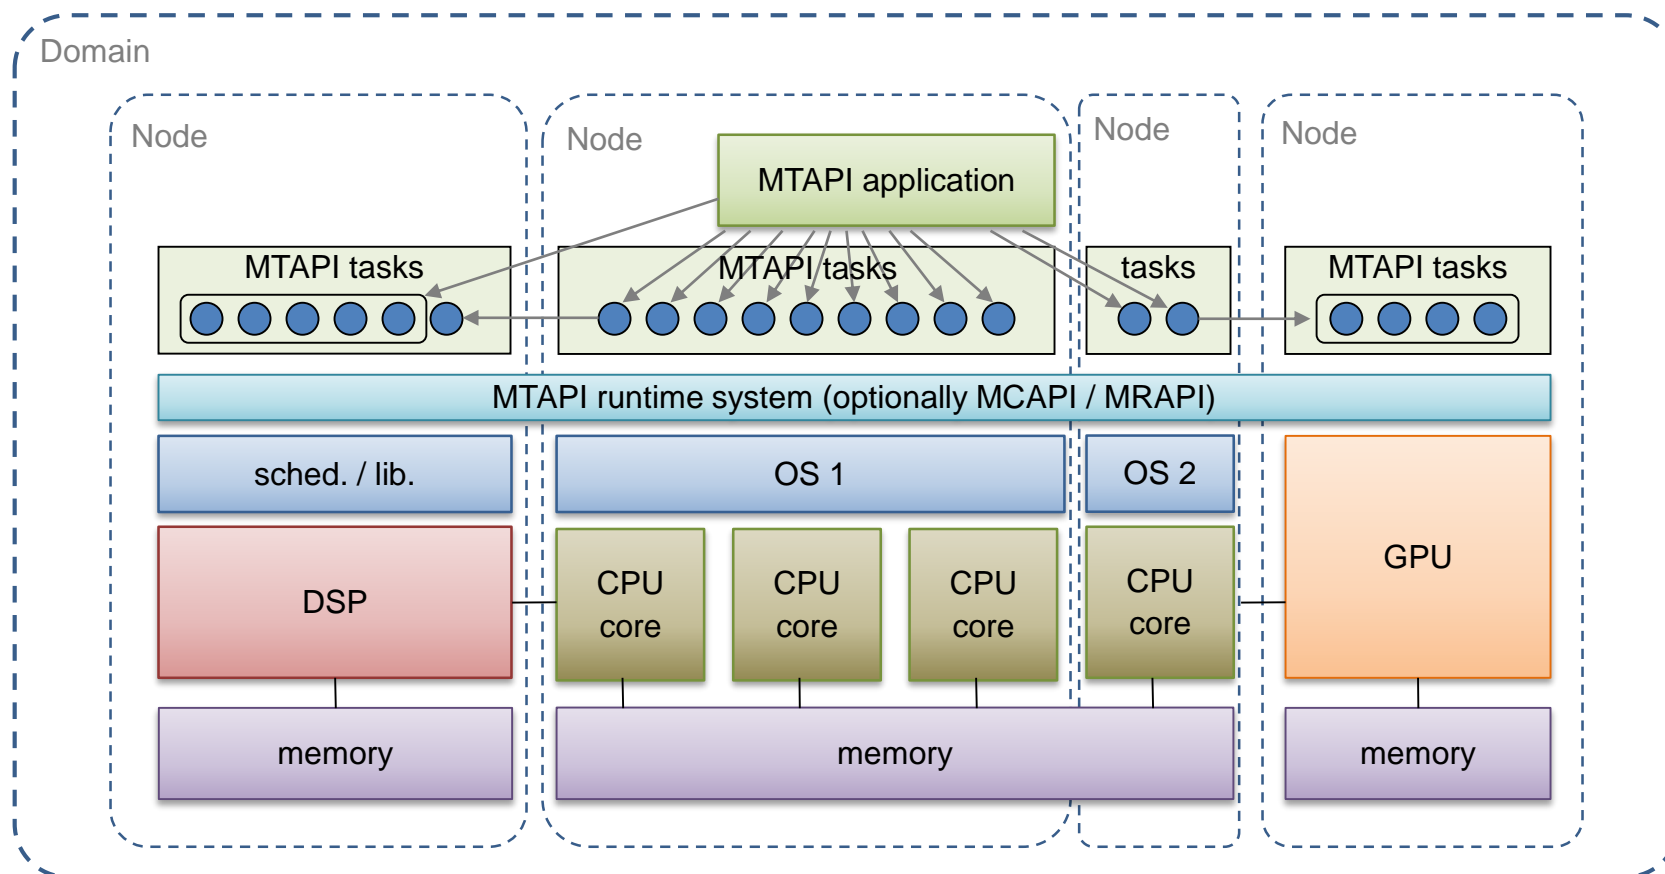 Domain
Node
Node
Node
Node
MTAPI application
MTAPI tasks
MTAPI tasks
tasks
MTAPI tasks
MTAPI runtime system (optionally MCAPI / MRAPI)
sched. / lib.
OS 1
OS 2
GPU
DSP
CPU
core
CPU
core
CPU
core
CPU
core
memory
memory
memory